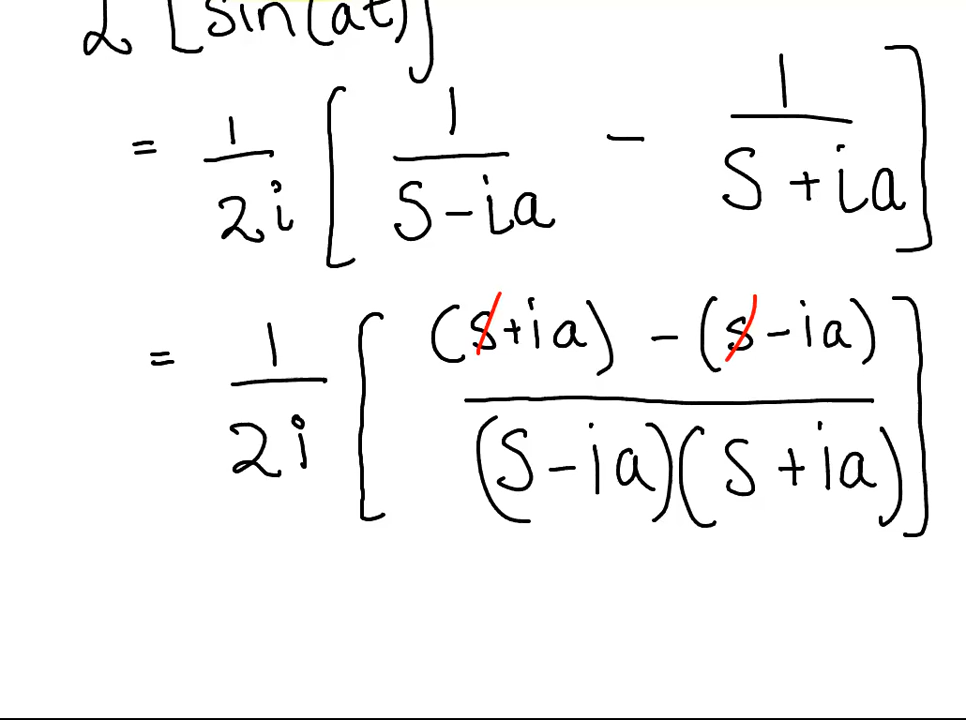 ℒ [sin(at)]
= 1/2i [ 1/(S-ia) - 1/(S+ia) ]
= 1/2i [ ((s+ia) - (s-ia)) / ((S-ia)(S+ia)) ]